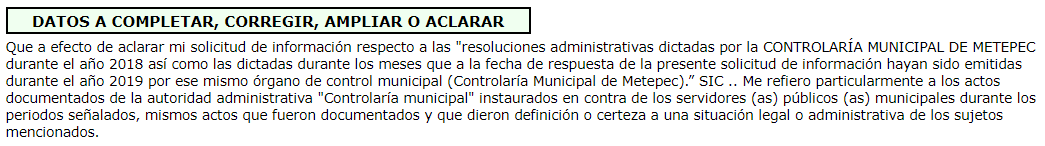 DATOS A COMPLETAR, CORREGIR, AMPLIAR O ACLARAR
Que a efecto de aclarar mi solicitud de información respecto a las "resoluciones administrativas dictadas por la CONTROLARÍA MUNICIPAL DE METEPEC
durante el año 2018 así como las dictadas durante los meses que a la fecha de respuesta de la presente solicitud de información hayan sido emitidas
durante el año 2019 por ese mismo órgano de control municipal (Controlaría Municipal de Metepec).” SIC .. Me refiero particularmente a los actos
documentados de la autoridad administrativa "Controlaría municipal" instaurados en contra de los servidores (as) públicos (as) municipales durante los
periodos señalados, mismos actos que fueron documentados y que dieron definición o certeza a una situación legal o administrativa de los sujetos
mencionados.